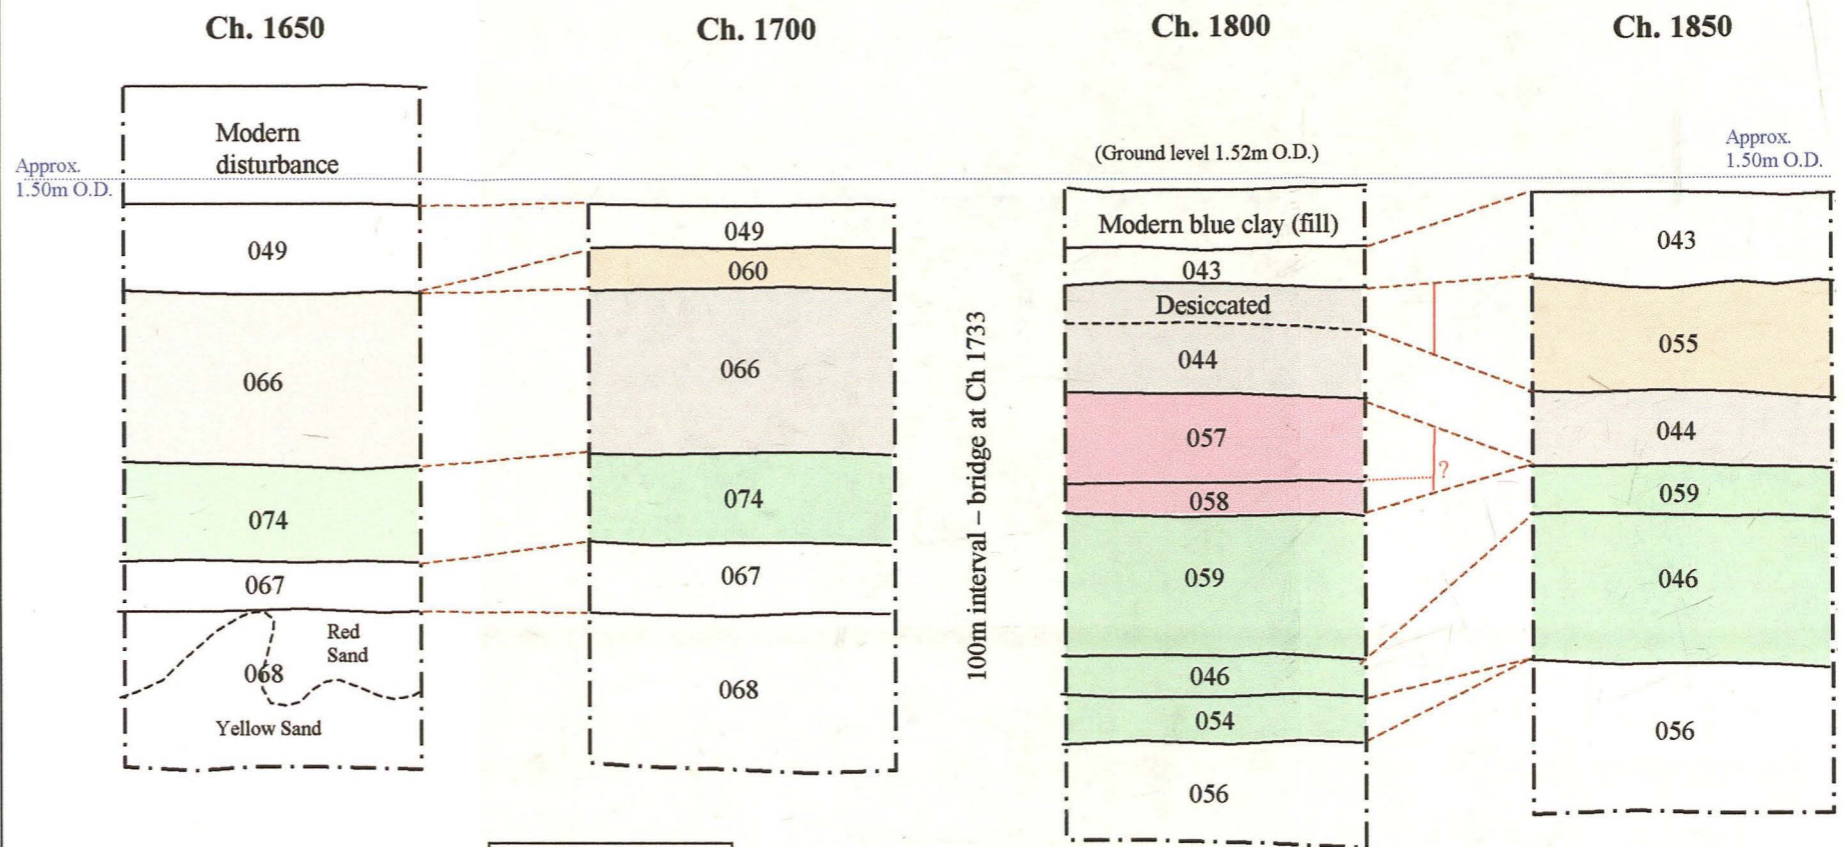 Ch. 1650
Ch. 1700
Ch. 1800
Ch. 1850
Approx.
1.50m O.D.
Modern
disturbance
049
066
074
067
068
Red
Sand
Yellow Sand
049
060
066
074
067
068
100m interval – bridge at Ch 1733
(Ground level 1.52m O.D.)
Modern blue clay (fill)
043
Desiccated
044
057
058
059
046
054
056
?
Approx.
1.50m O.D.
043
055
044
059
046
056